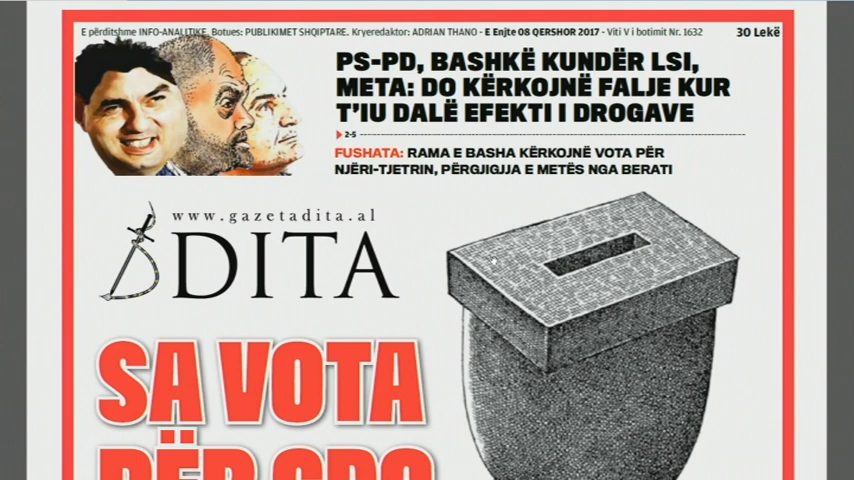 E përditshme INFO-ANALITIKE. Botues: PUBLIKIMET SHQIPTARE. Kryeredaktor: ADRIAN THANO - E Enjte 08 QERSHOR 2017 - Viti V i botimit Nr. 1632 30 Lekë
PS-PD, BASHKË KUNDËR LSI,
META: DO KËRKOJNË FALJE KUR
T'IU DALË EFEKTI I DROGAVE
2-5
FUSHATA: RAMA E BASHA KËRKOJNË VOTA PËR
NJËRI-TJETRIN, PËRGJIGJJA E METËS NGA BERATI
www.gazetadita.al
DITA
SA VOTA
PËR ÇDO